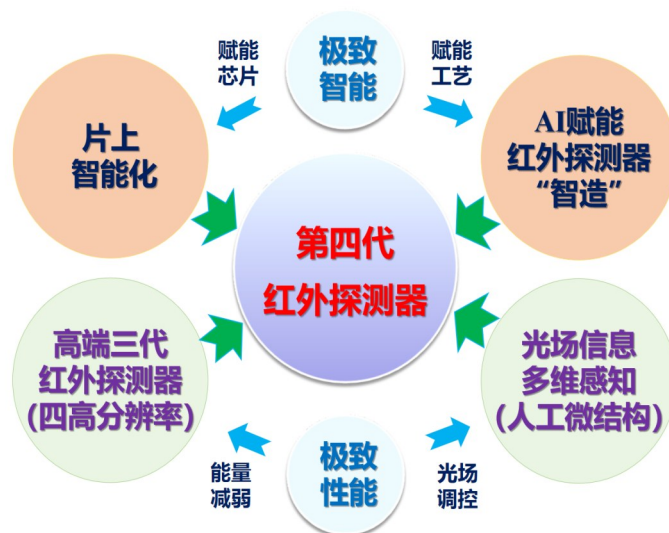 赋能
芯片
极致
智能
赋能
工艺
片上
智能化
AI赋能
红外探测器
“智造”
第四代
红外探测器
高端三代
红外探测器
(四高分辨率)
光场信息
多维感知
(人工微结构)
能量
减弱
极致
性能
光场
调控